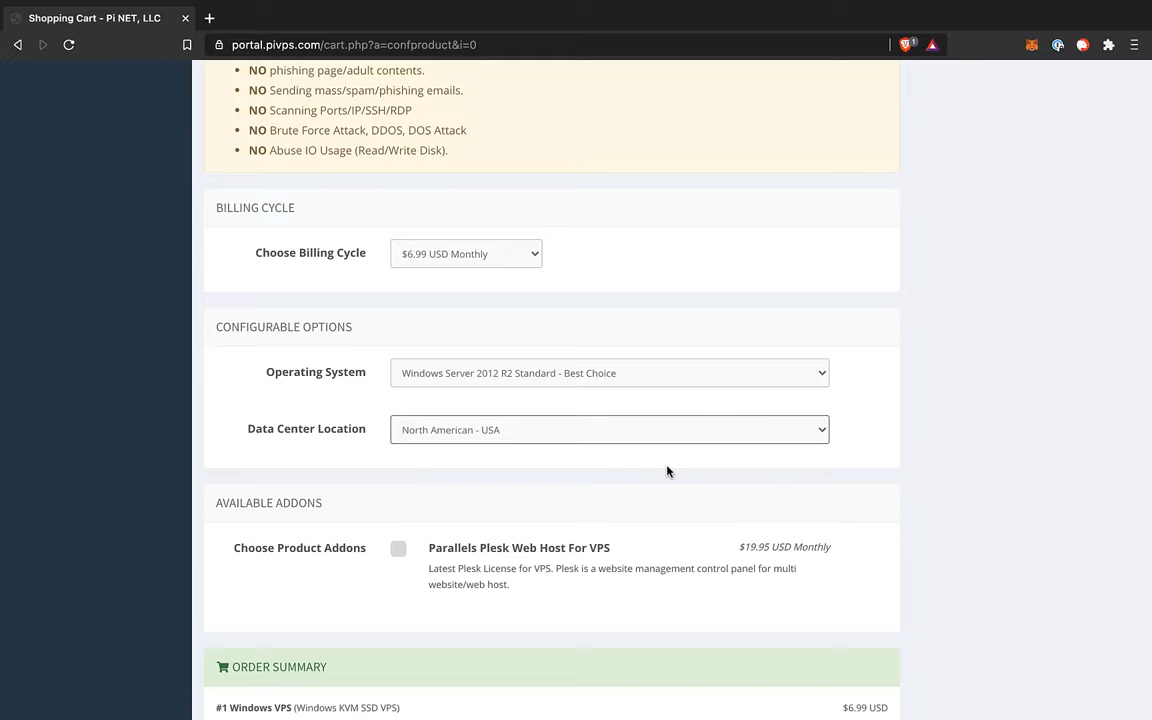 Shopping Cart - Pi NET, LLC
portal.pivps.com/cart.php?a=confproduct&i=0
1
NO phishing page/adult contents.
NO Sending mass/spam/phishing emails.
NO Scanning Ports/IP/SSH/RDP
NO Brute Force Attack, DDOS, DOS Attack
NO Abuse IO Usage (Read/Write Disk).
BILLING CYCLE
Choose Billing Cycle
$6.99 USD Monthly
CONFIGURABLE OPTIONS
Operating System
Windows Server 2012 R2 Standard - Best Choice
Data Center Location
North American - USA
AVAILABLE ADDONS
Choose Product Addons
Parallels Plesk Web Host For VPS
$19.95 USD Monthly
Latest Plesk License for VPS. Plesk is a website management control panel for multi
website/web host.
ORDER SUMMARY
#1 Windows VPS (Windows KVM SSD VPS)
$6.99 USD